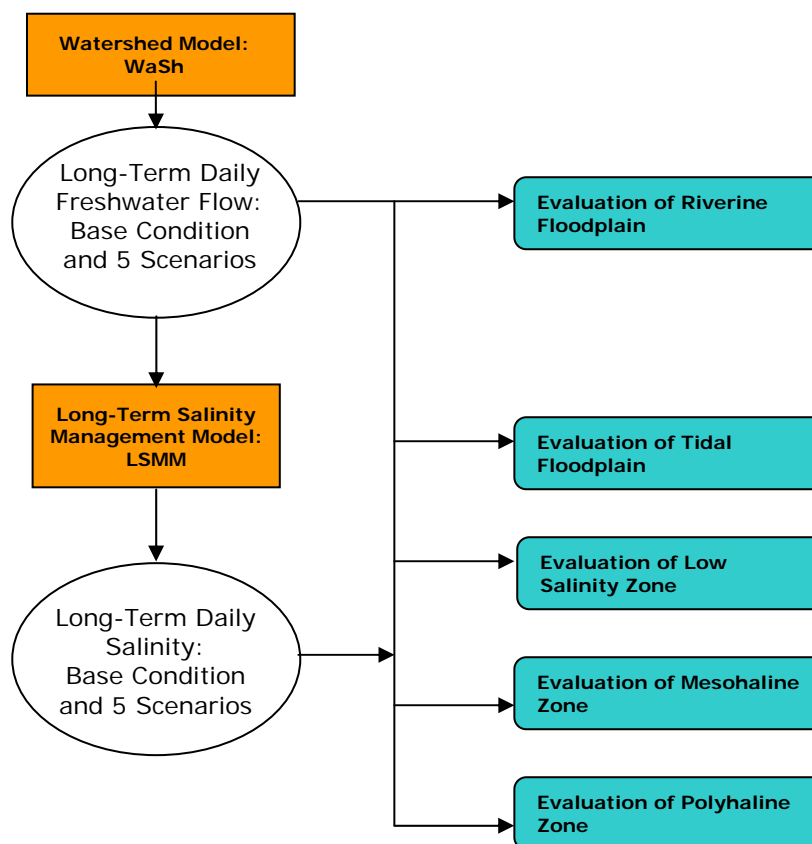 Watershed Model:
WaSh
Long-Term Daily
Freshwater Flow:
Base Condition
and 5 Scenarios
Evaluation of Riverine
Floodplain
Long-Term Salinity
Management Model:
LSMM
Evaluation of Tidal
Floodplain
Evaluation of Low
Salinity Zone
Long-Term Daily
Salinity:
Base Condition
and 5 Scenarios
Evaluation of Mesohaline
Zone
Evaluation of Polyhaline
Zone